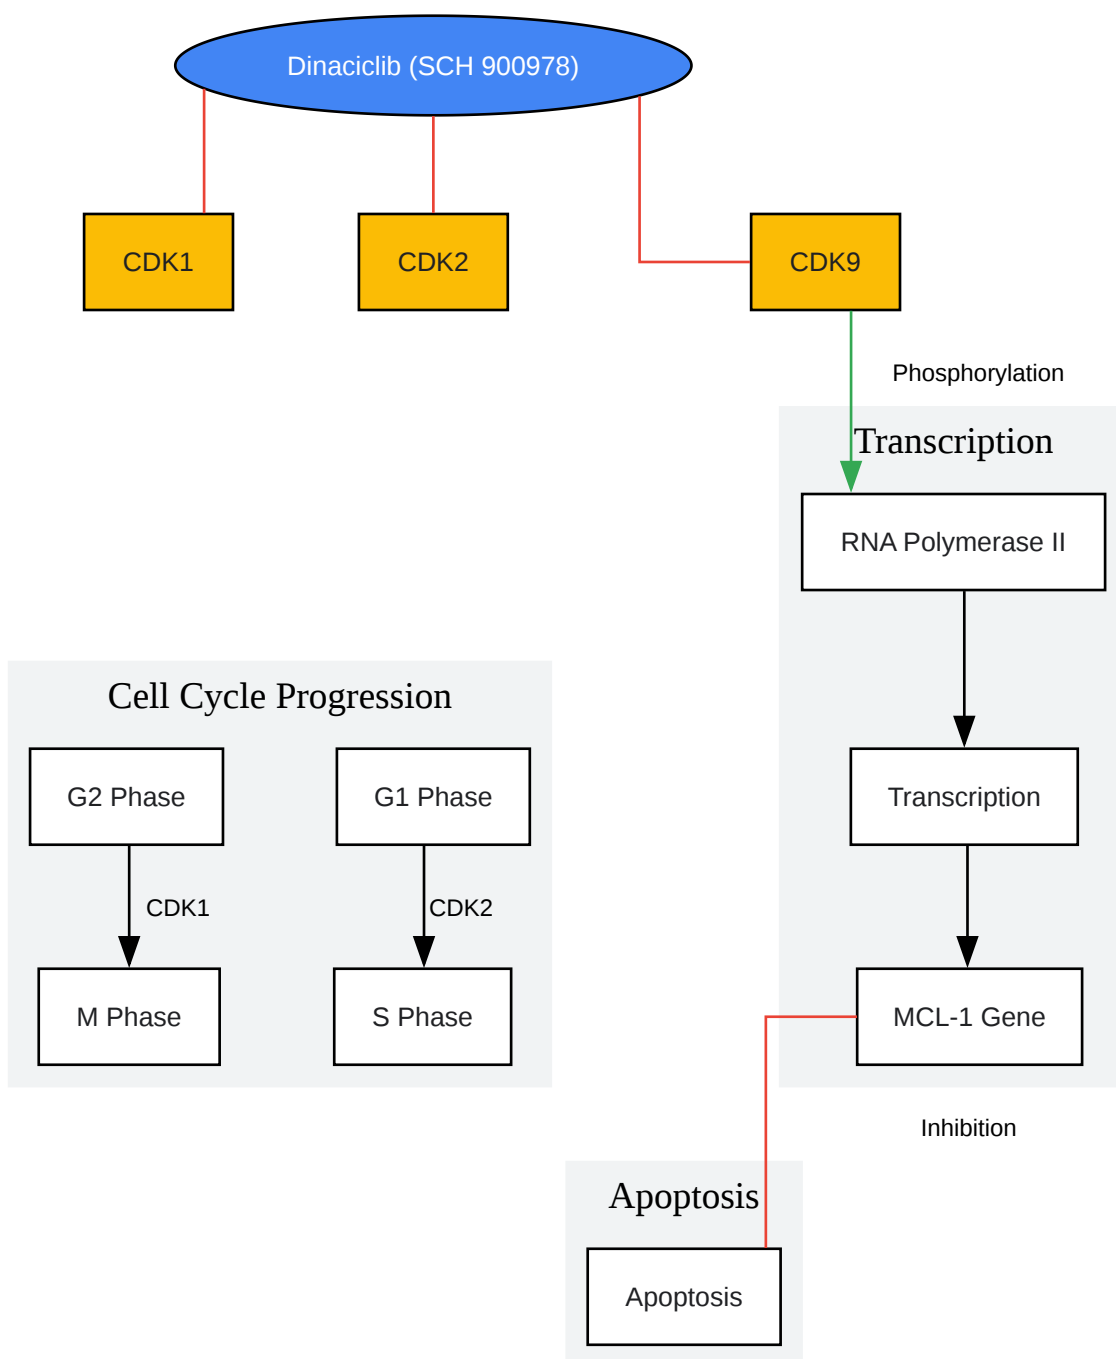 Dinaciclib (SCH 900978)
CDK1
CDK2
CDK9
Phosphorylation
Transcription
RNA Polymerase II
Cell Cycle Progression
G2 Phase
G1 Phase
Transcription
CDK1
CDK2
M Phase
S Phase
MCL-1 Gene
Inhibition
Apoptosis
Apoptosis